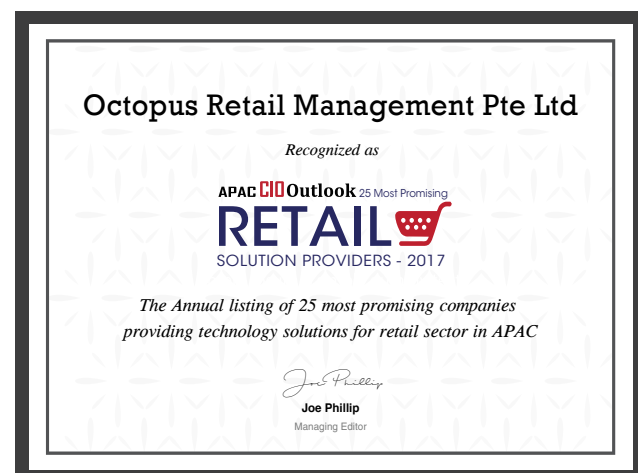 Octopus Retail Management Pte Ltd
Recognized as
APAC CIO Outlook 25 Most Promising
RETAIL
SOLUTION PROVIDERS - 2017
The Annual listing of 25 most promising companies
providing technology solutions for retail sector in APAC
Joe Phillip
Joe Phillip
Managing Editor